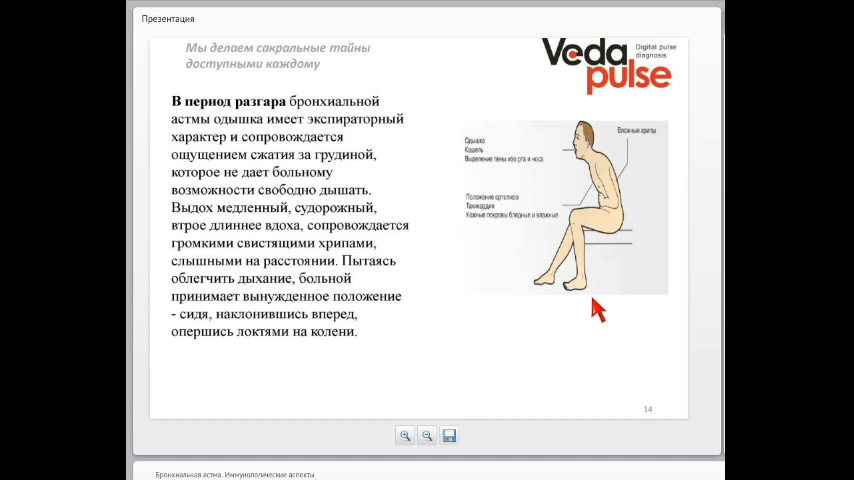 Презентация
Мы делаем сакральные тайны
доступными каждому
Veda
pulse
Digital pulse
diagnosis
В период разгара бронхиальной
астмы одышка имеет экспираторный
характер и сопровождается
ощущением сжатия за грудиной,
которое не дает больному
возможности свободно дышать.
Выдох медленный, судорожный,
втрое длиннее вдоха, сопровождается
громкими свистящими хрипами,
слышными на расстоянии. Пытаясь
облегчить дыхание, больной
принимает вынужденное положение
- сидя, наклонившись вперед,
опершись локтями на колени.
Влажные хрипы
Одышка
Кашель
Выделение пены изо рта и носа
Положение ортопноэ
Тахикардия
Кожные покровы бледные и влажные
14
Бронхиальная астма. Иммунологические аспекты